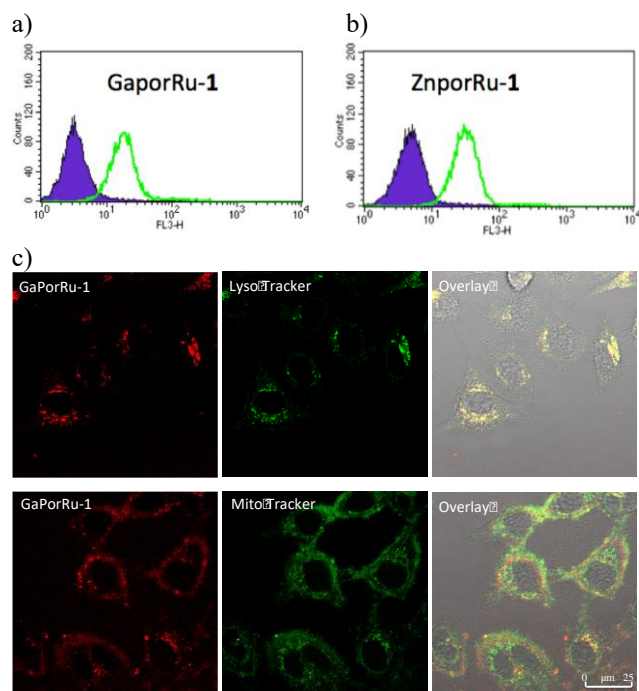 a)
b)
GaporRu-1
ZnporRu-1
Counts
0 40 80 120 160 200
10^0 10^1 10^2 10^3 10^4
FL3-H
Counts
0 40 80 120 160 200
10^0 10^1 10^2 10^3 10^4
FL3-H
c)
GaPorRu-1
Lyso⍰Tracker
Overlay⍰
GaPorRu-1
Mito⍰Tracker
Overlay⍰
0 µm 25